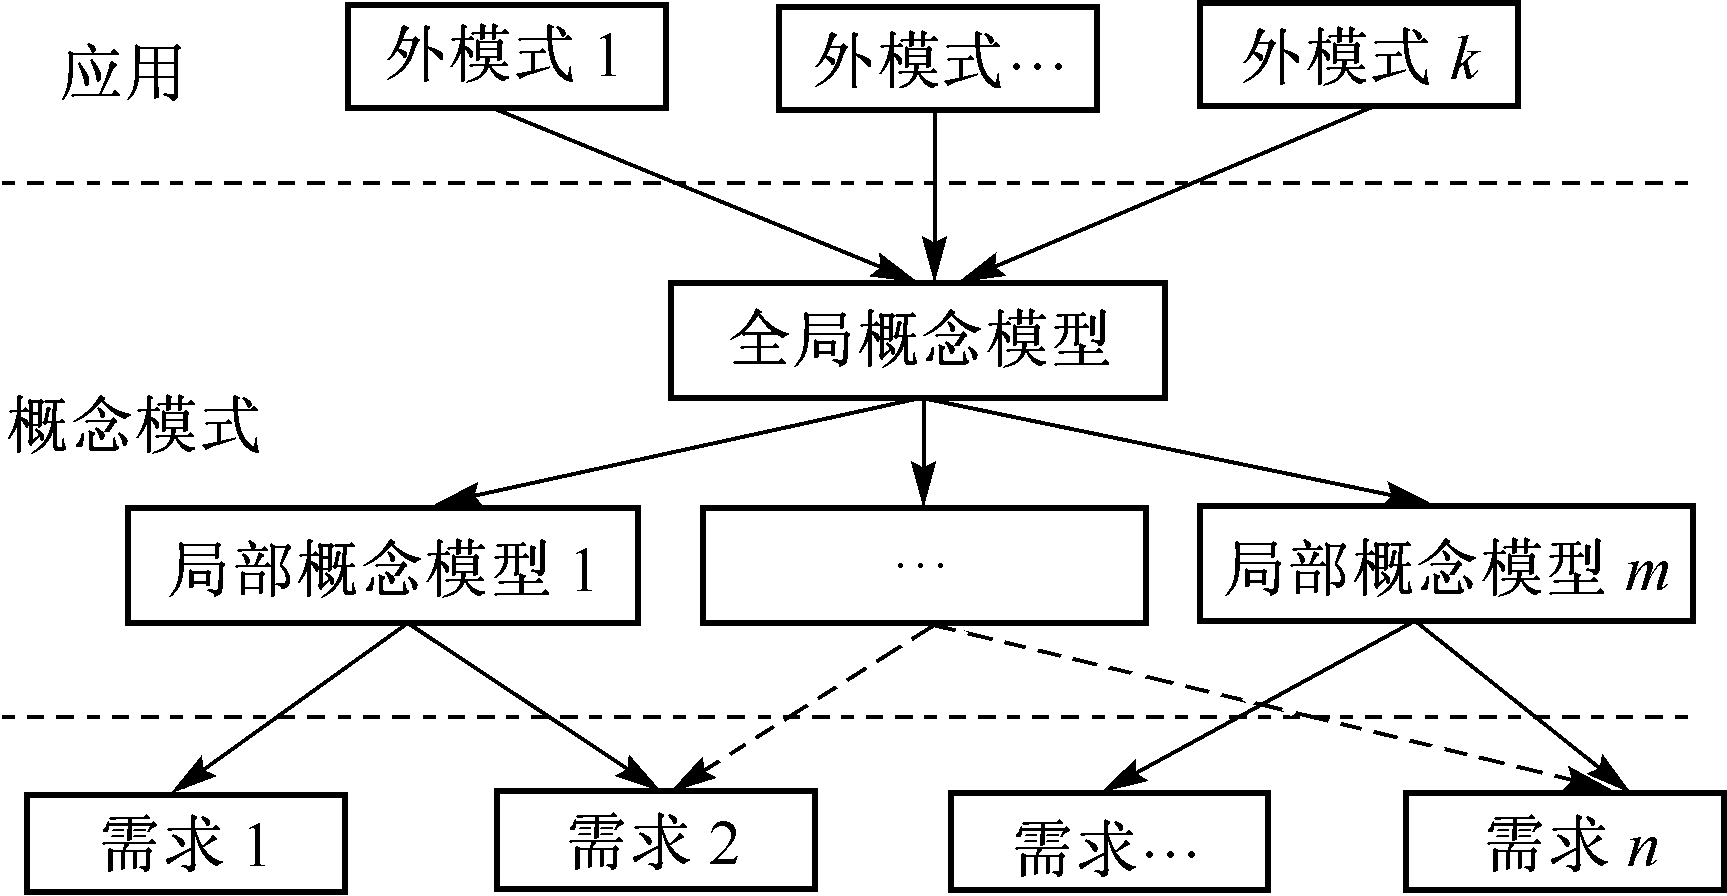 应用
外模式 1
外模式…
外模式 k
全局概念模型
概念模式
局部概念模型 1
…
局部概念模型 m
需求 1
需求 2
需求…
需求 n